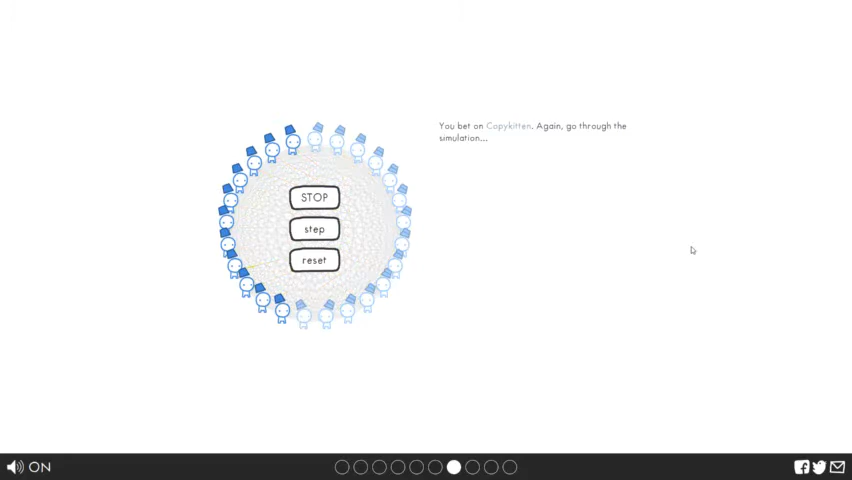 You bet on Copykitten. Again, go through the
simulation...
STOP
step
reset
ON